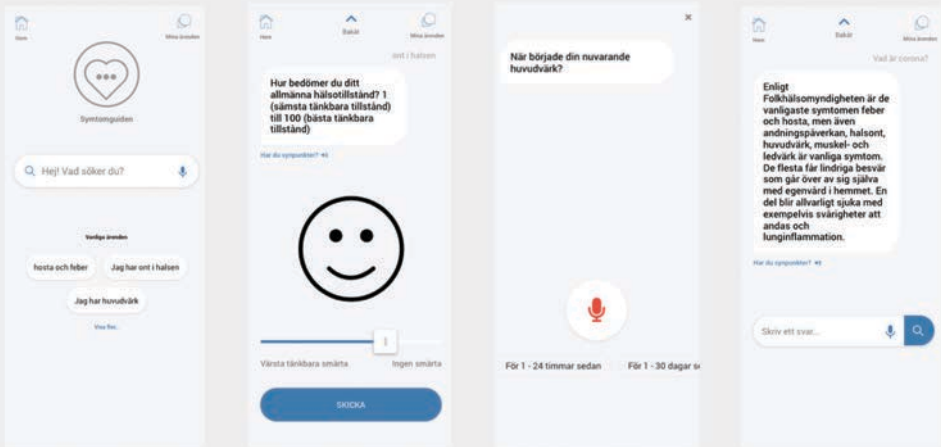 Hem
Mina ärenden
Symtomguiden
Hej! Vad söker du?
Vanliga ärenden
hosta och feber
Jag har ont i halsen
Jag har huvudvärk
Visa fler...
Hem
Bakåt
Mina ärenden
ont i halsen
Hur bedömer du ditt
allmänna hälsotillstånd? 1
(sämsta tänkbara tillstånd)
till 100 (bästa tänkbara
tillstånd)
Har du synpunkter?
Värsta tänkbara smärta
Ingen smärta
SKICKA
När började din nuvarande
huvudvärk?
För 1 - 24 timmar sedan
För 1 - 30 dagar se
Hem
Bakåt
Mina ärenden
Vad är corona?
Enligt
Folkhälsomyndigheten är de
vanligaste symtomen feber
och hosta, men även
andningspåverkan, halsont,
huvudvärk, muskel- och
ledvärk är vanliga symtom.
De flesta får lindriga besvär
som går över av sig själva
med egenvård i hemmet. En
del blir allvarligt sjuka med
exempelvis svårigheter att
andas och
lunginflammation.
Har du synpunkter?
Skriv ett svar...